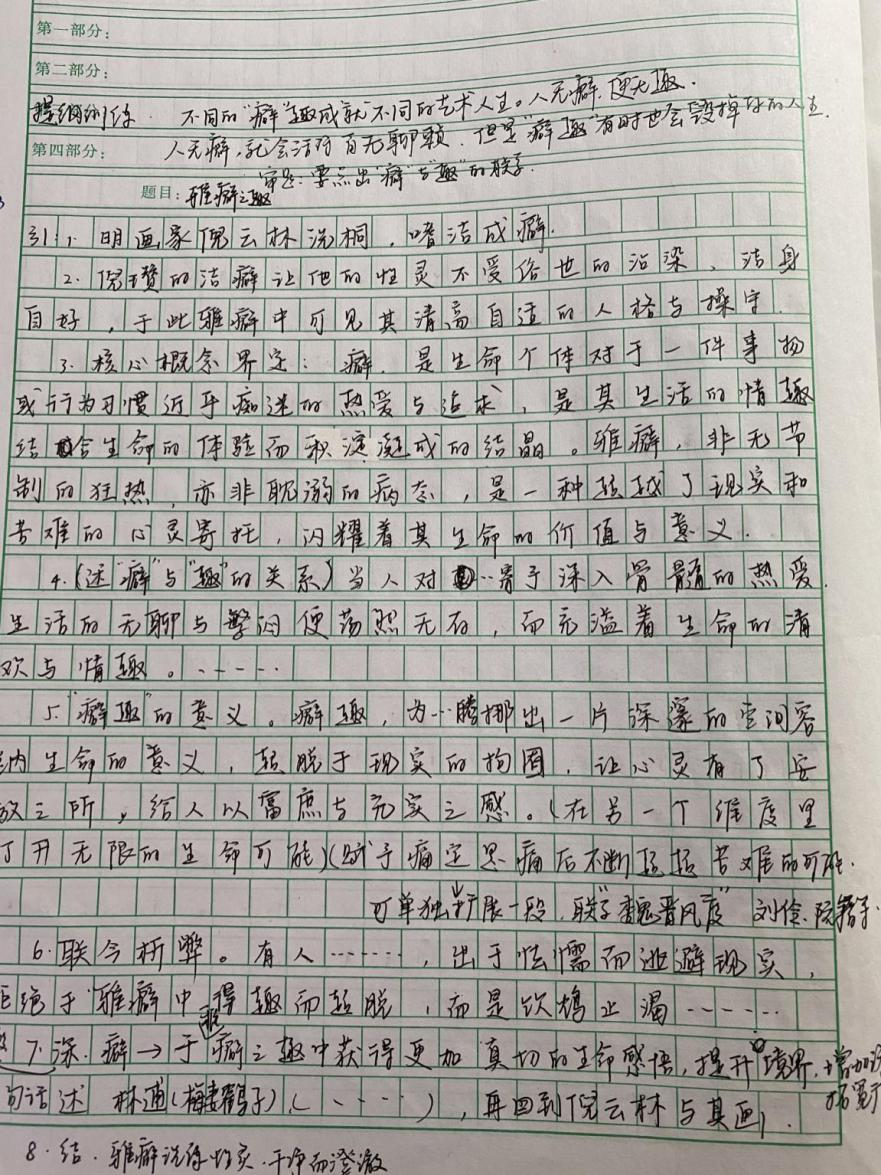 第一部分：
第二部分：
提纲训练. 不同的“癖”趣成就不同的艺术人生。人无癖，便无趣.
人无癖，就会活得百无聊赖. 但是“癖趣”有时也会毁掉你的人生.
第四部分：
审题：要点出“癖”与“趣”的联系.
题目：雅癖之趣
引：1. 明画家倪云林洗桐，嗜洁成癖.
2. 倪瓒的洁癖让他的性灵不受俗世的沾染、洁身
自好，于此雅癖中可见其清高自适的人格与操守.
3. 核心概念界定：癖，是生命个体对于一件事物
或行为习惯近乎痴迷的热爱与追求，是其生活的情趣
结合生命的体验而积淀凝成的结晶。雅癖，非无节
制的狂热，亦非耽溺的病态，是一种超越了现实和
苦难的心灵寄托，闪耀着其生命的价值与意义.
4.(述“癖”与“趣”的关系)当人对…寄予深入骨髓的热爱，
生活的无聊与繁闷便荡然无存，而充溢着生命的清
欢与情趣。……
5.“癖趣”的意义。癖趣，为…腾挪出一片深邃的空间容
纳生命的意义，超脱于现实的拘囿，让心灵有了安
放之所，给人以富庶与充实之感。(在另一个维度里
打开无限的生命可能)(赋予痛定思痛后不断超越苦难的可能.
可单独扩展一段，联系“魏晋风度”刘伶、阮籍等.
6.联今析弊。有人……，出于怯懦而逃避现实，
拒绝于雅癖中得趣而超脱，而是饮鸩止渴……
7.深.癖→于癖之趣中获得更加真切的生命感悟，提升境界，增加
句话述 林逋(梅妻鹤子)(……)，再回到倪云林与其画.
8.结. 雅癖 干净而澄澈